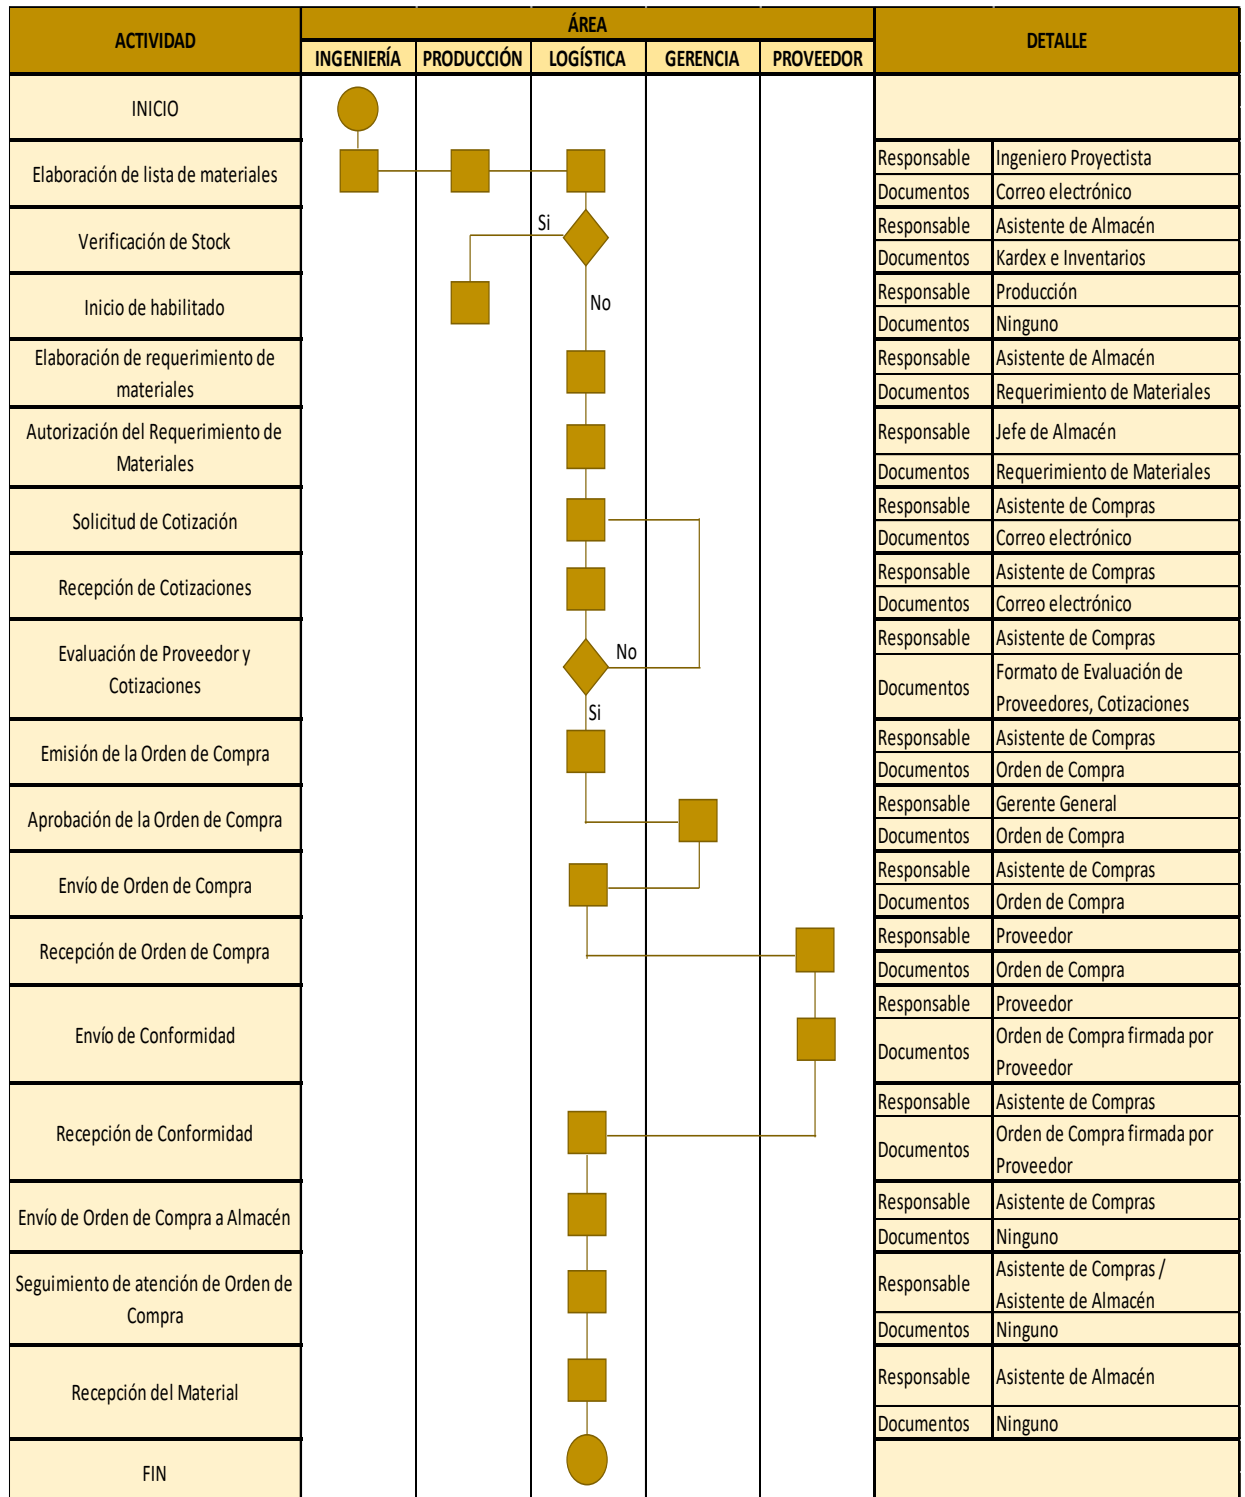 ACTIVIDAD
ÁREA
DETALLE
INGENIERÍA
PRODUCCIÓN
LOGÍSTICA
GERENCIA
PROVEEDOR
INICIO
Elaboración de lista de materiales
Responsable
Ingeniero Proyectista
Documentos
Correo electrónico
Verificación de Stock
Si
Responsable
Asistente de Almacén
Documentos
Kardex e Inventarios
Inicio de habilitado
No
Responsable
Producción
Documentos
Ninguno
Elaboración de requerimiento de
materiales
Responsable
Asistente de Almacén
Documentos
Requerimiento de Materiales
Autorización del Requerimiento de
Materiales
Responsable
Jefe de Almacén
Documentos
Requerimiento de Materiales
Solicitud de Cotización
Responsable
Asistente de Compras
Documentos
Correo electrónico
Recepción de Cotizaciones
Responsable
Asistente de Compras
Documentos
Correo electrónico
Evaluación de Proveedor y
Cotizaciones
No
Si
Responsable
Asistente de Compras
Documentos
Formato de Evaluación de
Proveedores, Cotizaciones
Emisión de la Orden de Compra
Responsable
Asistente de Compras
Documentos
Orden de Compra
Aprobación de la Orden de Compra
Responsable
Gerente General
Documentos
Orden de Compra
Envío de Orden de Compra
Responsable
Asistente de Compras
Documentos
Orden de Compra
Recepción de Orden de Compra
Responsable
Proveedor
Documentos
Orden de Compra
Envío de Conformidad
Responsable
Proveedor
Documentos
Orden de Compra firmada por
Proveedor
Recepción de Conformidad
Responsable
Asistente de Compras
Documentos
Orden de Compra firmada por
Proveedor
Envío de Orden de Compra a Almacén
Responsable
Asistente de Compras
Documentos
Ninguno
Seguimiento de atención de Orden de
Compra
Responsable
Asistente de Compras /
Asistente de Almacén
Documentos
Ninguno
Recepción del Material
Responsable
Asistente de Almacén
Documentos
Ninguno
FIN